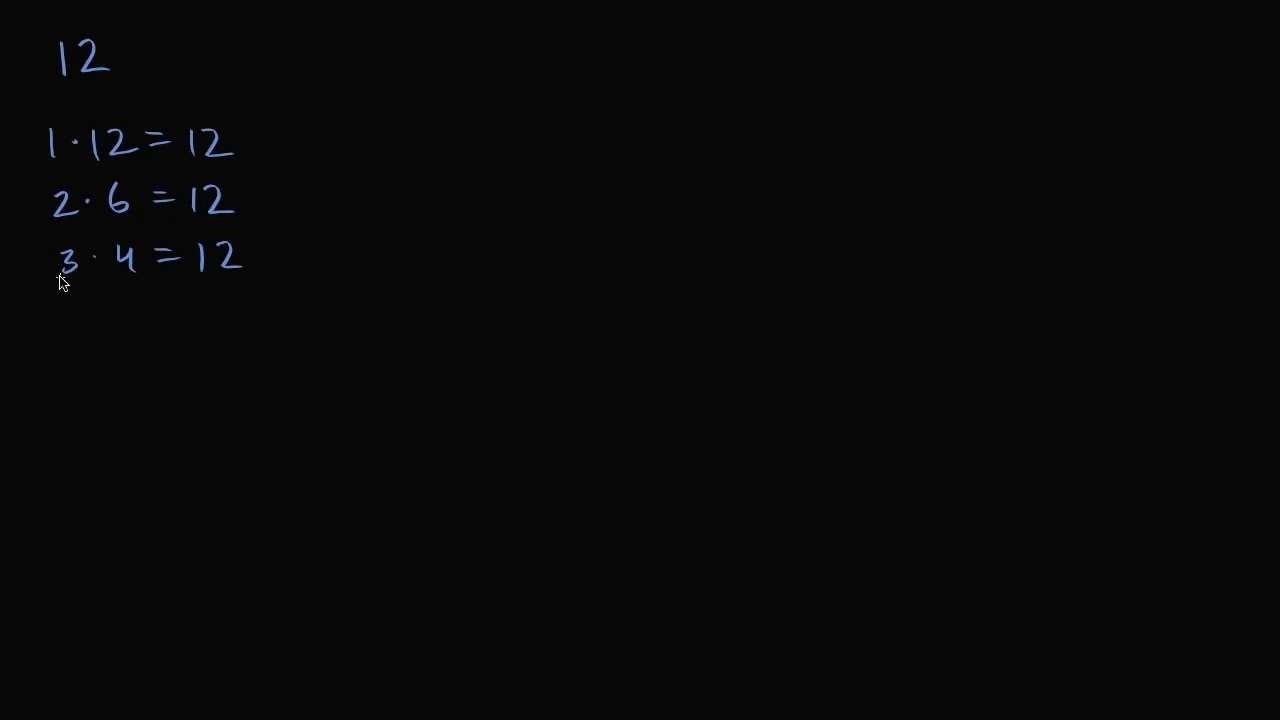 12
1 · 12 = 12
2 · 6 = 12
3 · 4 = 12